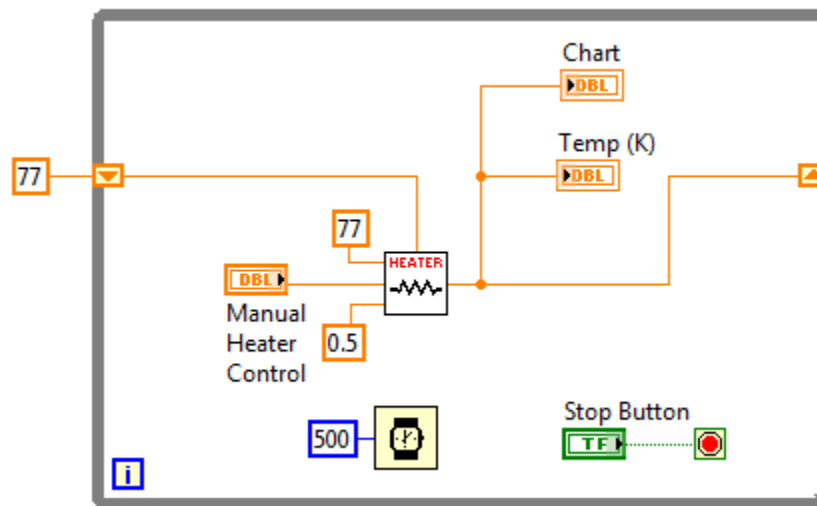 Chart
DBL
Temp (K)
DBL
77
77
HEATER
DBL
Manual
Heater
Control
0.5
Stop Button
500
TF
i